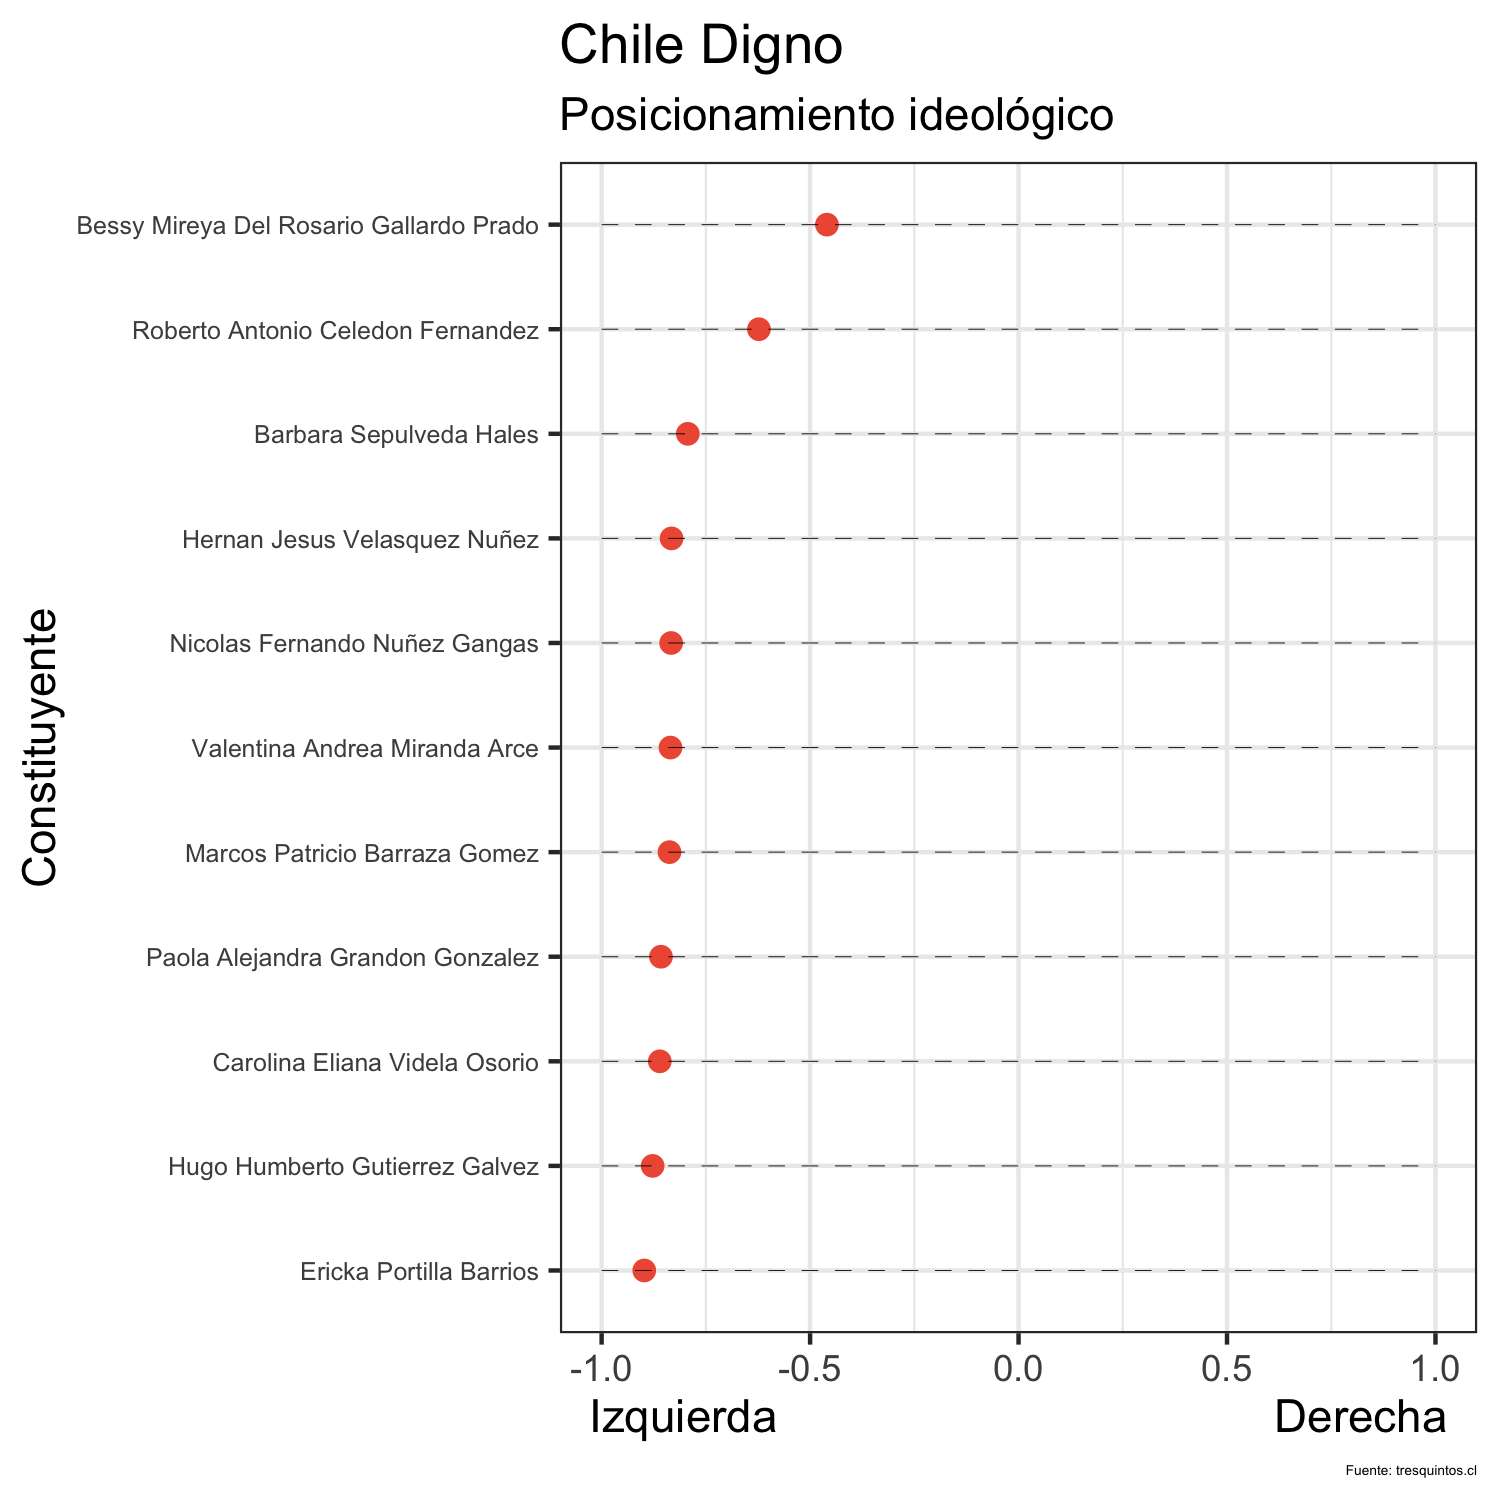 Chile Digno
Posicionamiento ideológico
Constituyente
Bessy Mireya Del Rosario Gallardo Prado
Roberto Antonio Celedon Fernandez
Barbara Sepulveda Hales
Hernan Jesus Velasquez Nuñez
Nicolas Fernando Nuñez Gangas
Valentina Andrea Miranda Arce
Marcos Patricio Barraza Gomez
Paola Alejandra Grandon Gonzalez
Carolina Eliana Videla Osorio
Hugo Humberto Gutierrez Galvez
Ericka Portilla Barrios
-1.0 -0.5 0.0 0.5 1.0
Izquierda Derecha
Fuente: tresquintos.cl